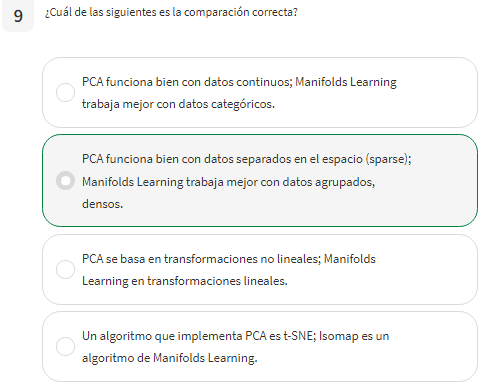 9
¿Cuál de las siguientes es la comparación correcta?
PCA funciona bien con datos continuos; Manifolds Learning
trabaja mejor con datos categóricos.
PCA funciona bien con datos separados en el espacio (sparse);
Manifolds Learning trabaja mejor con datos agrupados,
densos.
PCA se basa en transformaciones no lineales; Manifolds
Learning en transformaciones lineales.
Un algoritmo que implementa PCA es t-SNE; Isomap es un
algoritmo de Manifolds Learning.